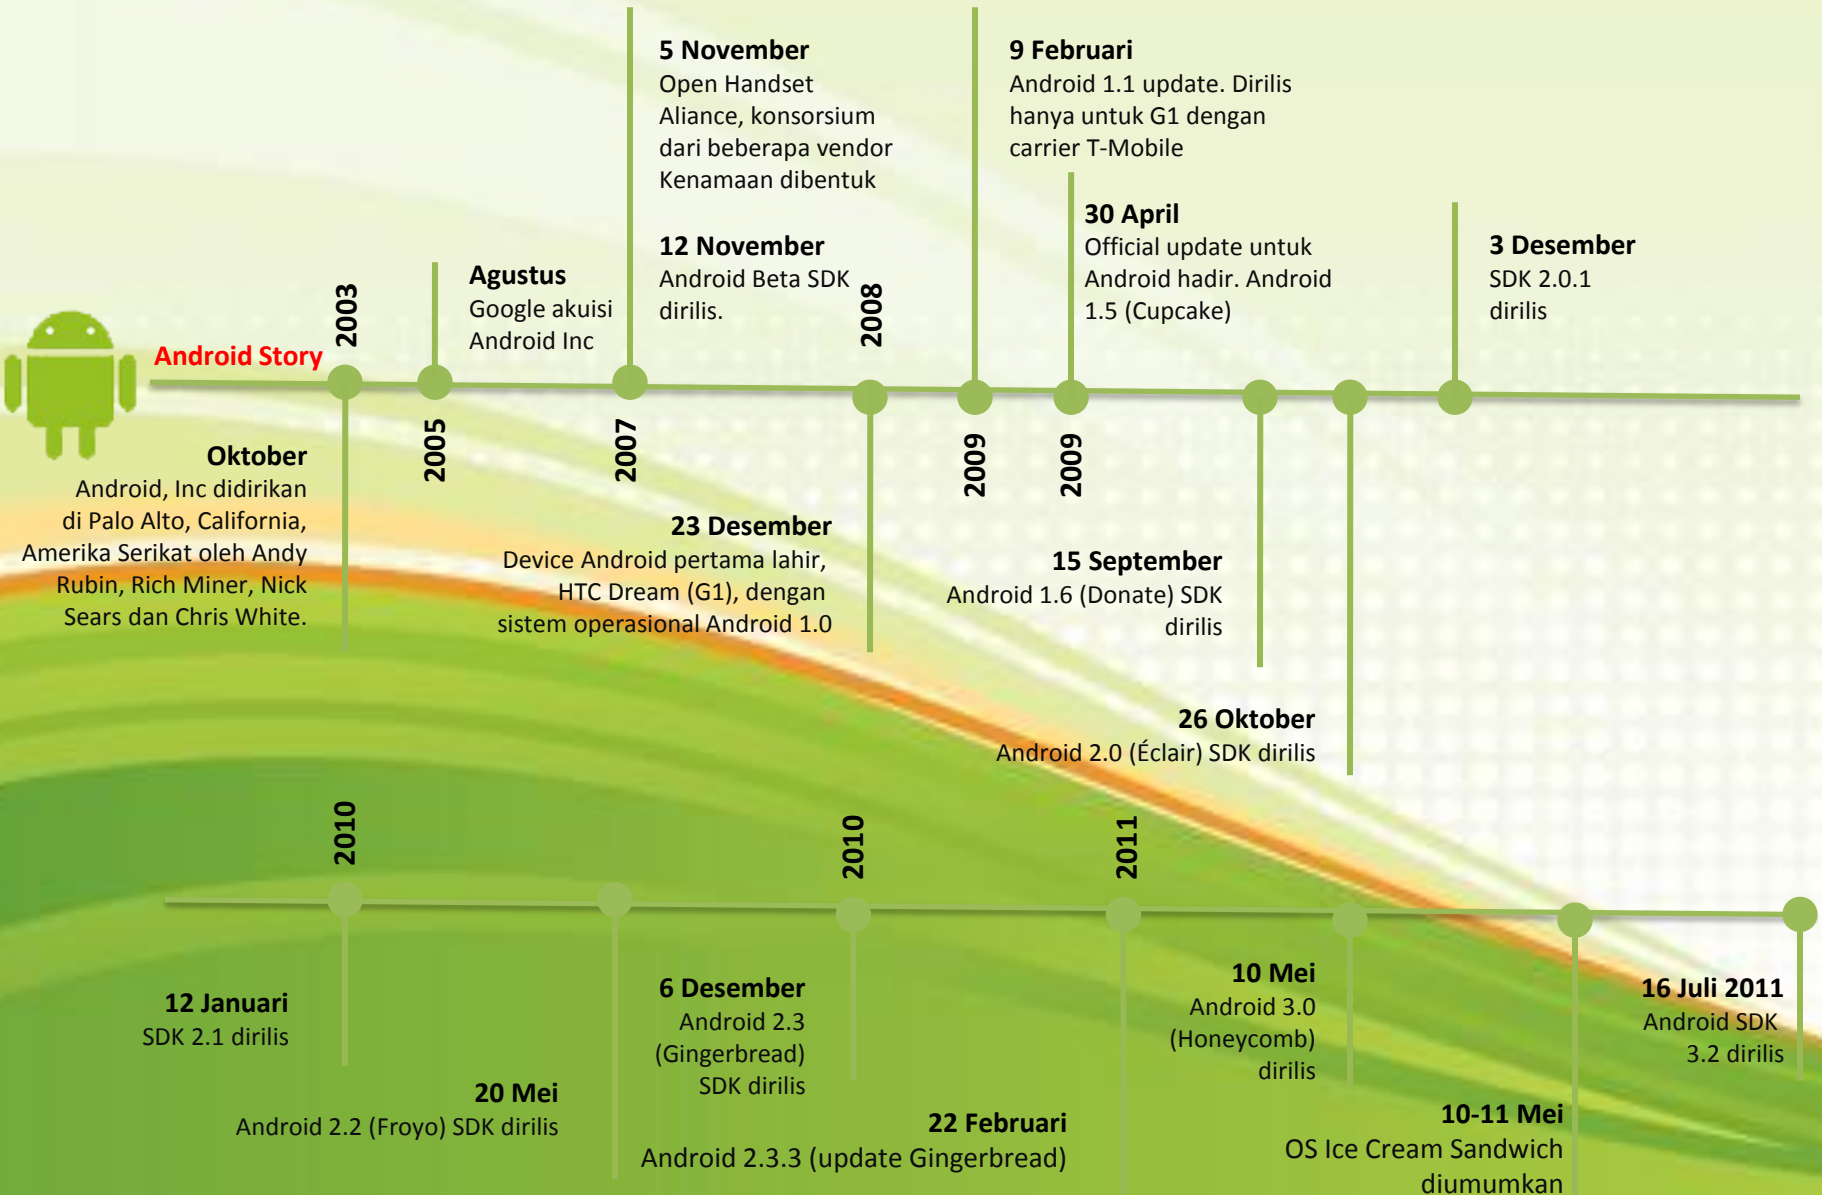 Android Story
2003
Oktober
Android, Inc didirikan
di Palo Alto, California,
Amerika Serikat oleh Andy
Rubin, Rich Miner, Nick
Sears dan Chris White.
2005
Agustus
Google akuisi
Android Inc
2007
5 November
Open Handset
Aliance, konsorsium
dari beberapa vendor
Kenamaan dibentuk
12 November
Android Beta SDK
dirilis.
2008
23 Desember
Device Android pertama lahir,
HTC Dream (G1), dengan
sistem operasional Android 1.0
2009
9 Februari
Android 1.1 update. Dirilis
hanya untuk G1 dengan
carrier T-Mobile
2009
30 April
Official update untuk
Android hadir. Android
1.5 (Cupcake)
15 September
Android 1.6 (Donate) SDK
dirilis
26 Oktober
Android 2.0 (Éclair) SDK dirilis
3 Desember
SDK 2.0.1
dirilis
2010
12 Januari
SDK 2.1 dirilis
20 Mei
Android 2.2 (Froyo) SDK dirilis
2010
6 Desember
Android 2.3
(Gingerbread)
SDK dirilis
2011
22 Februari
Android 2.3.3 (update Gingerbread)
10 Mei
Android 3.0
(Honeycomb)
dirilis
10-11 Mei
OS Ice Cream Sandwich
diumumkan
16 Juli 2011
Android SDK
3.2 dirilis